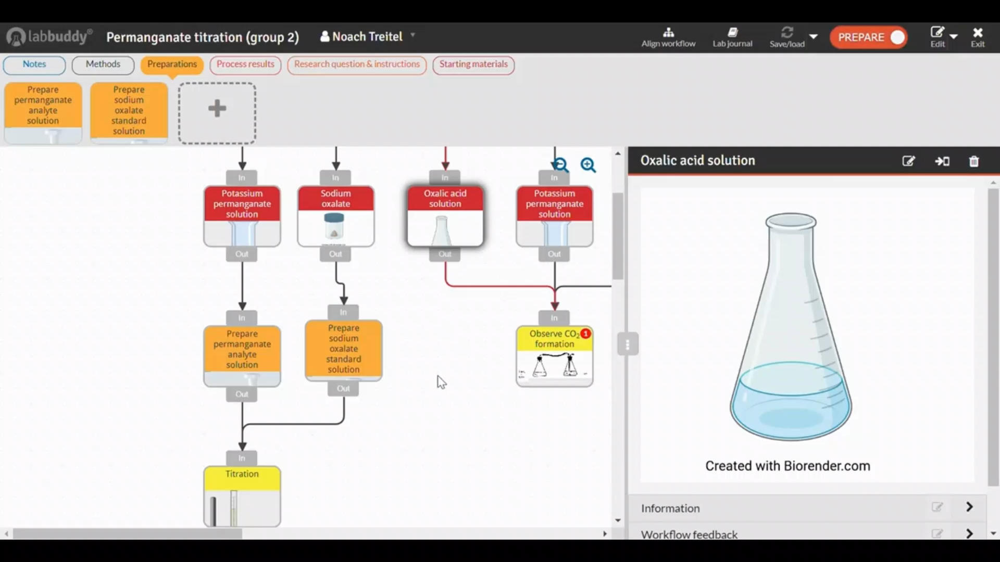 labbuddy®
Permanganate titration (group 2)
Noach Treitel
Align workflow
Lab journal
Save/load
PREPARE
Edit
Exit
Notes
Methods
Preparations
Process results
Research question & instructions
Starting materials
Prepare
permanganate
analyte
solution
Prepare
sodium
oxalate
standard
solution
In
In
In
In
Potassium
permanganate
solution
Sodium
oxalate
Oxalic acid
solution
Potassium
permanganate
solution
Out
Out
Out
Out
In
In
In
Prepare
permanganate
analyte
solution
Prepare
sodium
oxalate
standard
solution
Observe CO₂
formation
1
Out
Out
In
Titration
Oxalic acid solution
Created with Biorender.com
Information
Workflow feedback